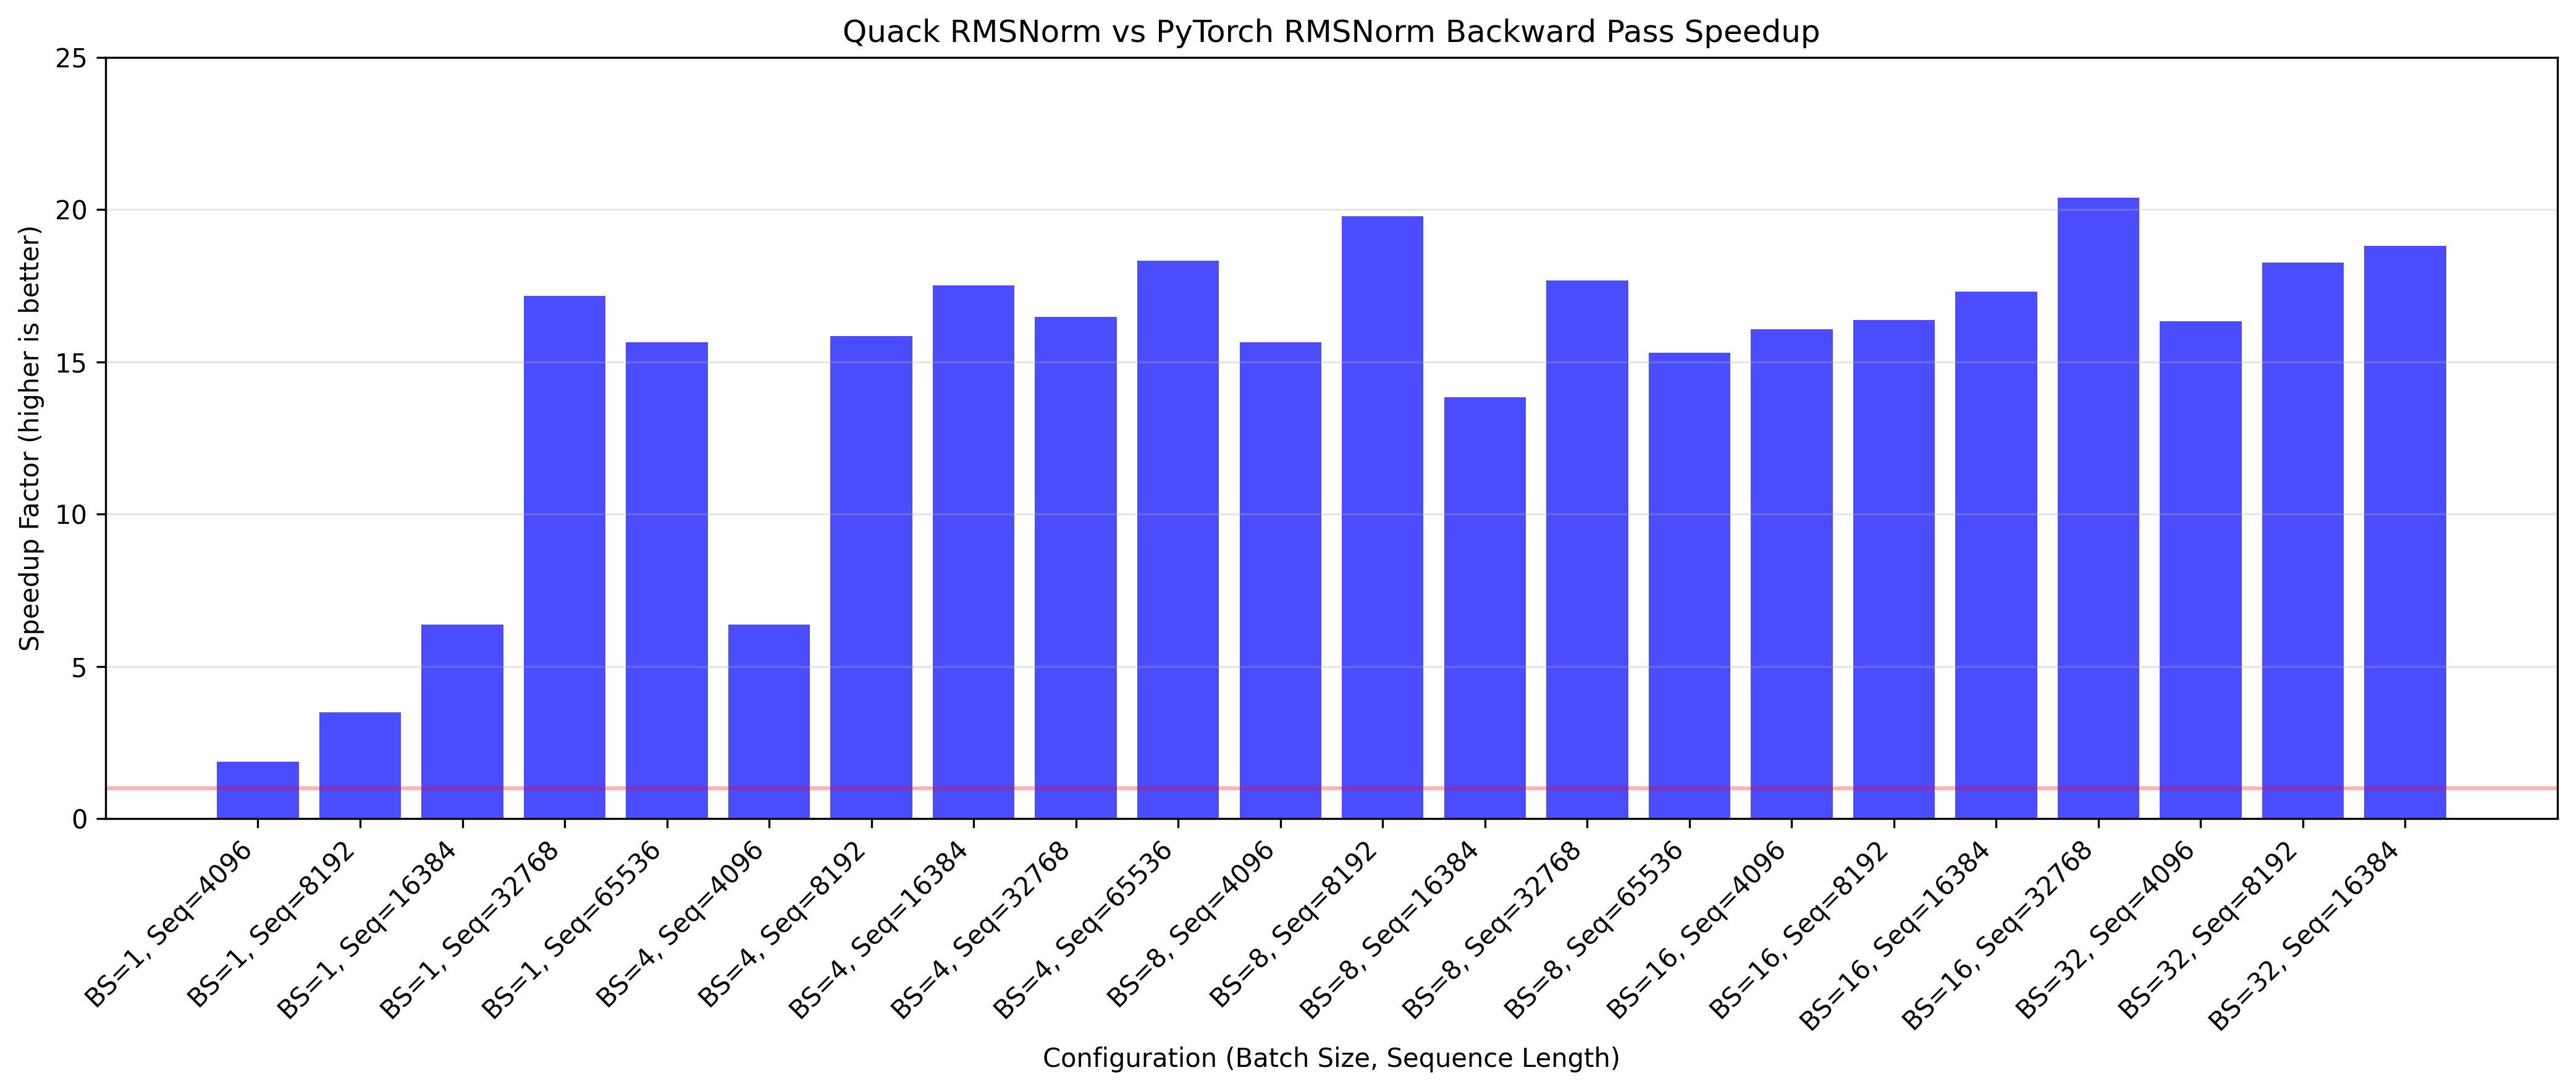 Quack RMSNorm vs PyTorch RMSNorm Backward Pass Speedup
Speedup Factor (higher is better)
25
20
15
10
5
0
BS=1, Seq=4096
BS=1, Seq=8192
BS=1, Seq=16384
BS=1, Seq=32768
BS=1, Seq=65536
BS=4, Seq=4096
BS=4, Seq=8192
BS=4, Seq=16384
BS=4, Seq=32768
BS=4, Seq=65536
BS=8, Seq=4096
BS=8, Seq=8192
BS=8, Seq=16384
BS=8, Seq=32768
BS=8, Seq=65536
BS=16, Seq=4096
BS=16, Seq=8192
BS=16, Seq=16384
BS=16, Seq=32768
BS=32, Seq=4096
BS=32, Seq=8192
BS=32, Seq=16384
Configuration (Batch Size, Sequence Length)